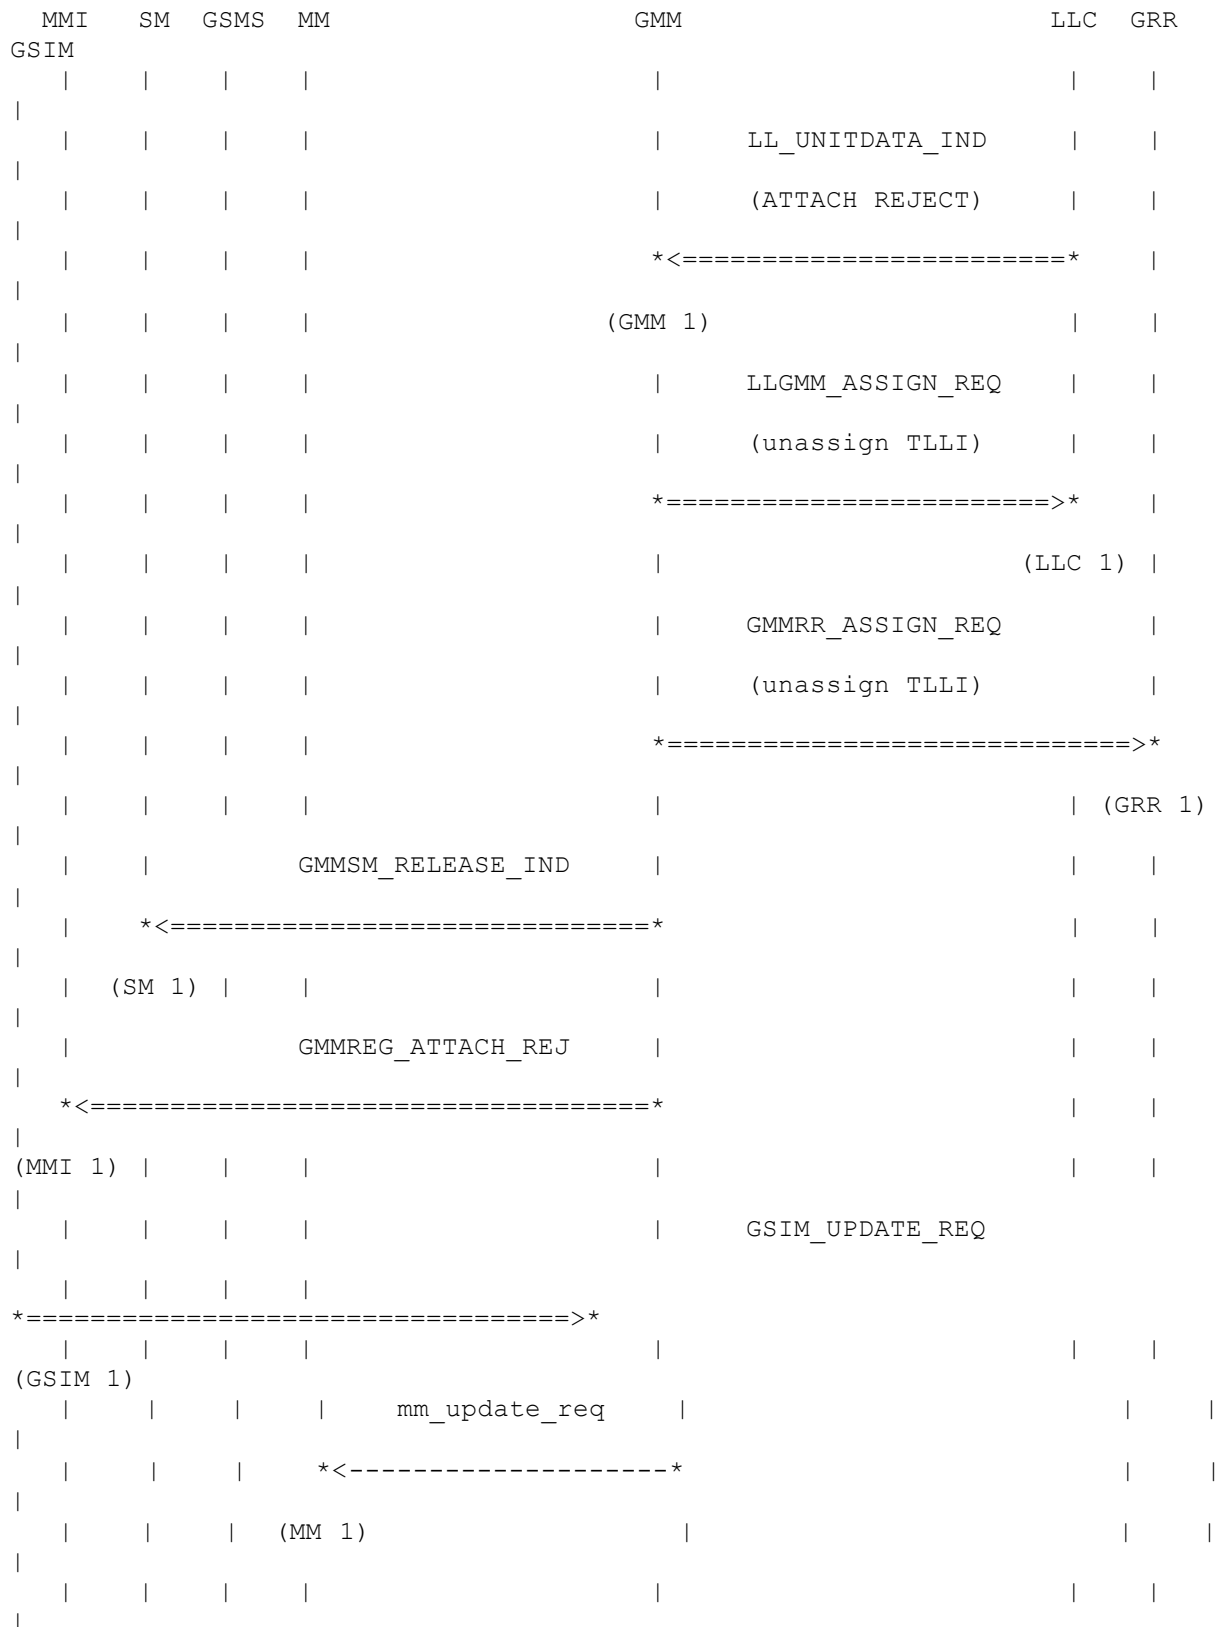 MMI    SM  GSMS  MM                    GMM                       LLC  GRR
GSIM
   |    |    |    |                      |                          |    |
|
   |    |    |    |                      |     LL_UNITDATA_IND      |    |
|
   |    |    |    |                      |     (ATTACH REJECT)      |    |
|
   |    |    |    |                      *<========================*    |
|
   |    |    |    |                   (GMM 1)                       |    |
|
   |    |    |    |                      |     LLGMM_ASSIGN_REQ     |    |
|
   |    |    |    |                      |     (unassign TLLI)      |    |
|
   |    |    |    |                      *========================>*    |
|
   |    |    |    |                      |                      (LLC 1) |
|
   |    |    |    |                      |     GMMRR_ASSIGN_REQ          |
|
   |    |    |    |                      |     (unassign TLLI)           |
|
   |    |    |    |                      *=============================>*
|
   |    |    |    |                      |                         | (GRR 1)
|
   |    |         GMMSM_RELEASE_IND      |                          |    |
|
   |    *<==============================*                          |    |
|
   |  (SM 1) |    |                      |                          |    |
|
   |              GMMREG_ATTACH_REJ      |                          |    |
|
   *<===================================*                          |    |
|
(MMI 1) |    |    |                      |                          |    |
|
   |    |    |    |                      |     GSIM_UPDATE_REQ
|
   |    |    |    |
*==================================>*
   |    |    |    |                      |                          |    |
(GSIM 1)
   |    |    |    |    mm_update_req     |                          |    |
|
   |    |    |    *<--------------------*                          |    |
|
   |    |    | (MM 1)                    |                          |    |
|
   |    |    |    |                      |                          |    |
|